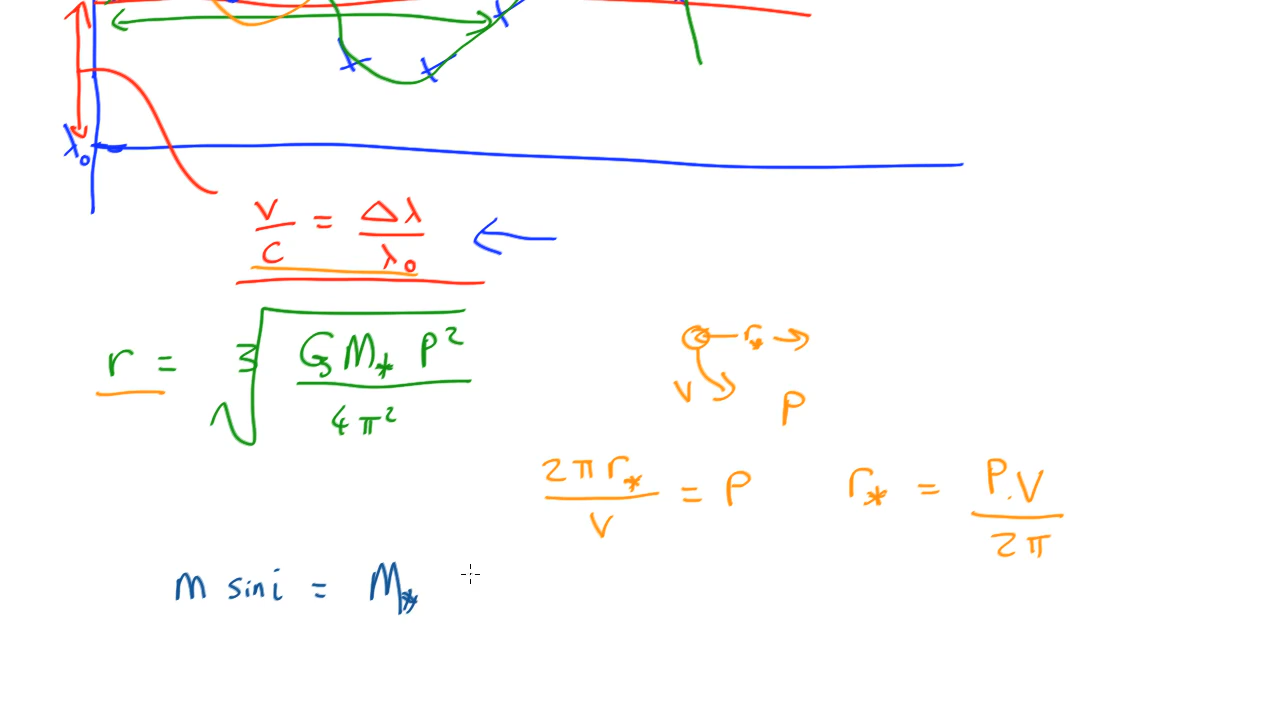 λ₀
v/c = Δλ/λ₀
r = ∛(G M* P²/4π²)
r*
v P
2πr*/v = P r* = P.V/2π
m sin i = M*